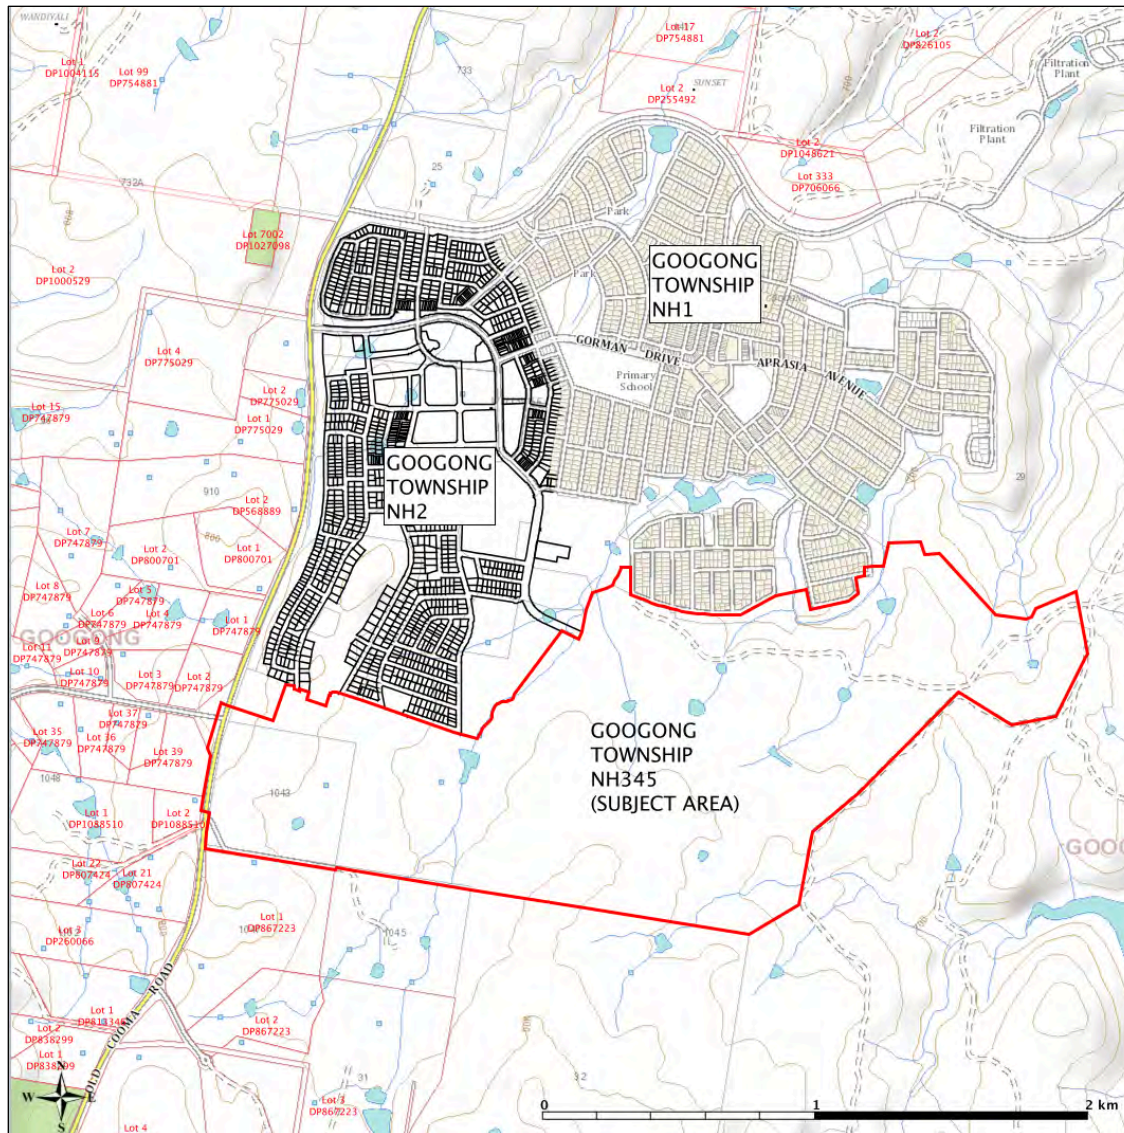 WANDIYALI
Lot 1
DP1004115
Lot 99
DP754881
733
Lot 17
DP754881
Lot 2
DP826105
SUNSET
Lot 2
DP255492
Filtration
Plant
Filtration
Plant
Lot 2
DP1048621
Lot 333
DP706066
25
732A
Park
Lot 7002
DP1027098
Lot 2
DP1000529
GOOGONG
TOWNSHIP
NH1
Park
GORMAN DRIVE
APRASIA AVENUE
Primary
School
Lot 4
DP775029
Lot 2
DP775029
Lot 1
DP775029
Lot 15
DP747879
GOOGONG
TOWNSHIP
NH2
29
910
Lot 2
DP568889
800
Lot 7
DP747879
Lot 2
DP800701
Lot 1
DP800701
Lot 8
DP747879
Lot 5
DP747879
Lot 6
DP747879
Lot 4
DP747879
Lot 1
DP747879
GOOGONG
Lot 9
DP747879
Lot 11
DP747879
Lot 10
DP747879
Lot 3
DP747879
Lot 2
DP747879
Lot 37
DP747879
Lot 35
DP747879
Lot 36
DP747879
Lot 39
DP747879
GOOGONG
TOWNSHIP
NH345
(SUBJECT AREA)
1048
1043
Lot 1
DP1088510
Lot 2
DP1088510
GOOG
Lot 22
DP807424
Lot 21
DP807424
Lot 3
DP260066
Lot 1
DP867223
1045
OLD COOMA ROAD
Lot 1
Lot 2
DP838299
Lot 1
DP838299
Lot 2
DP867223
31
32
Lot 3
DP867223
Lot 4
N
W E
S
0 1 2 km